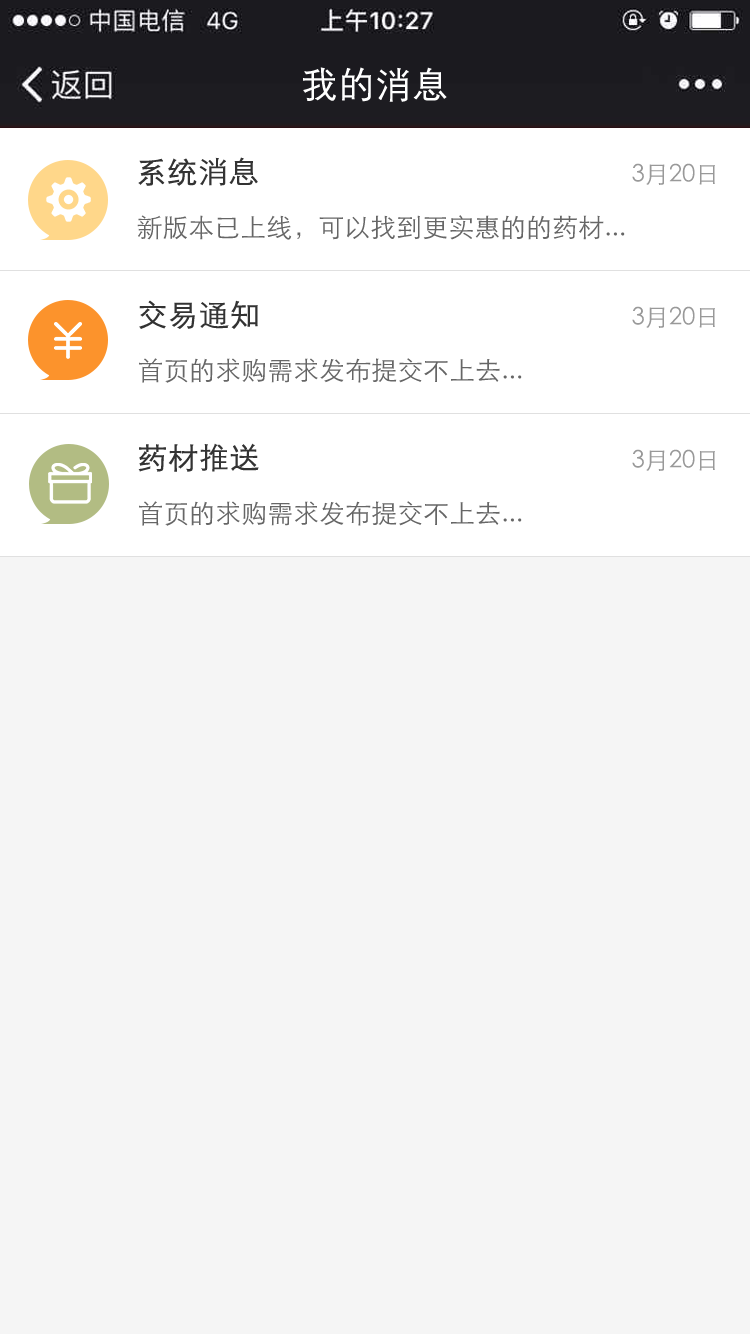 中国电信 4G 上午10:27
返回 我的消息
系统消息 3月20日
新版本已上线，可以找到更实惠的的药材...
交易通知 3月20日
首页的求购需求发布提交不上去...
药材推送 3月20日
首页的求购需求发布提交不上去...